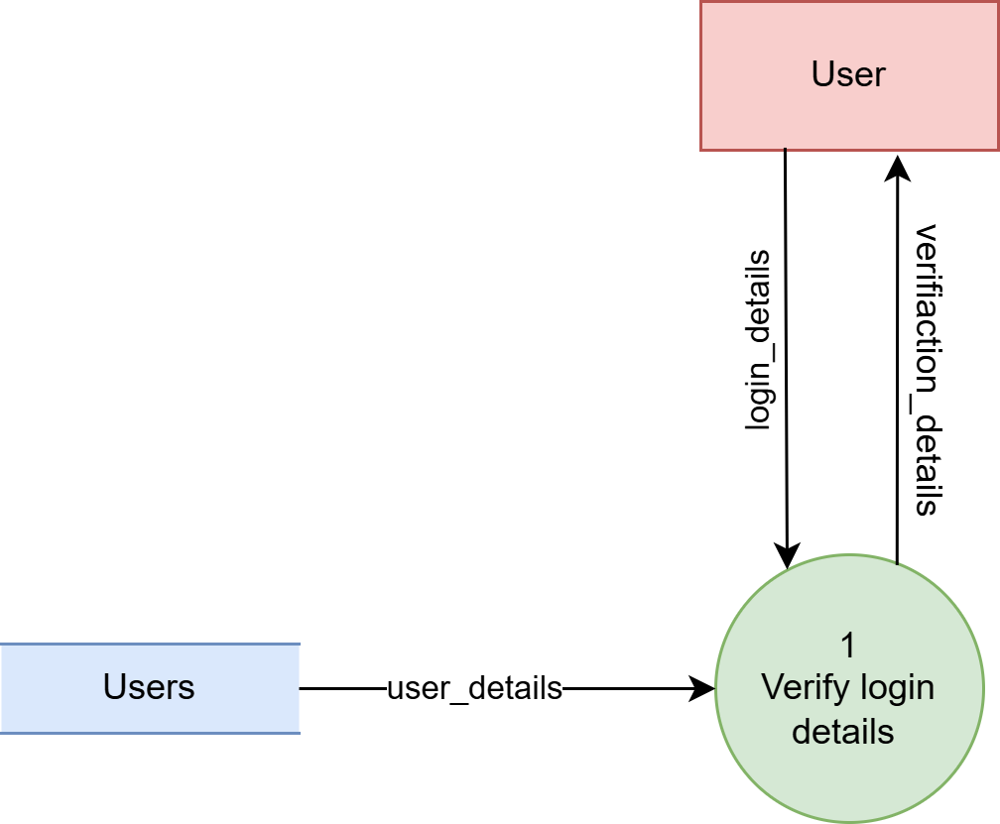 User
login_details
verifiaction_details
Users
user_details
1
Verify login
details